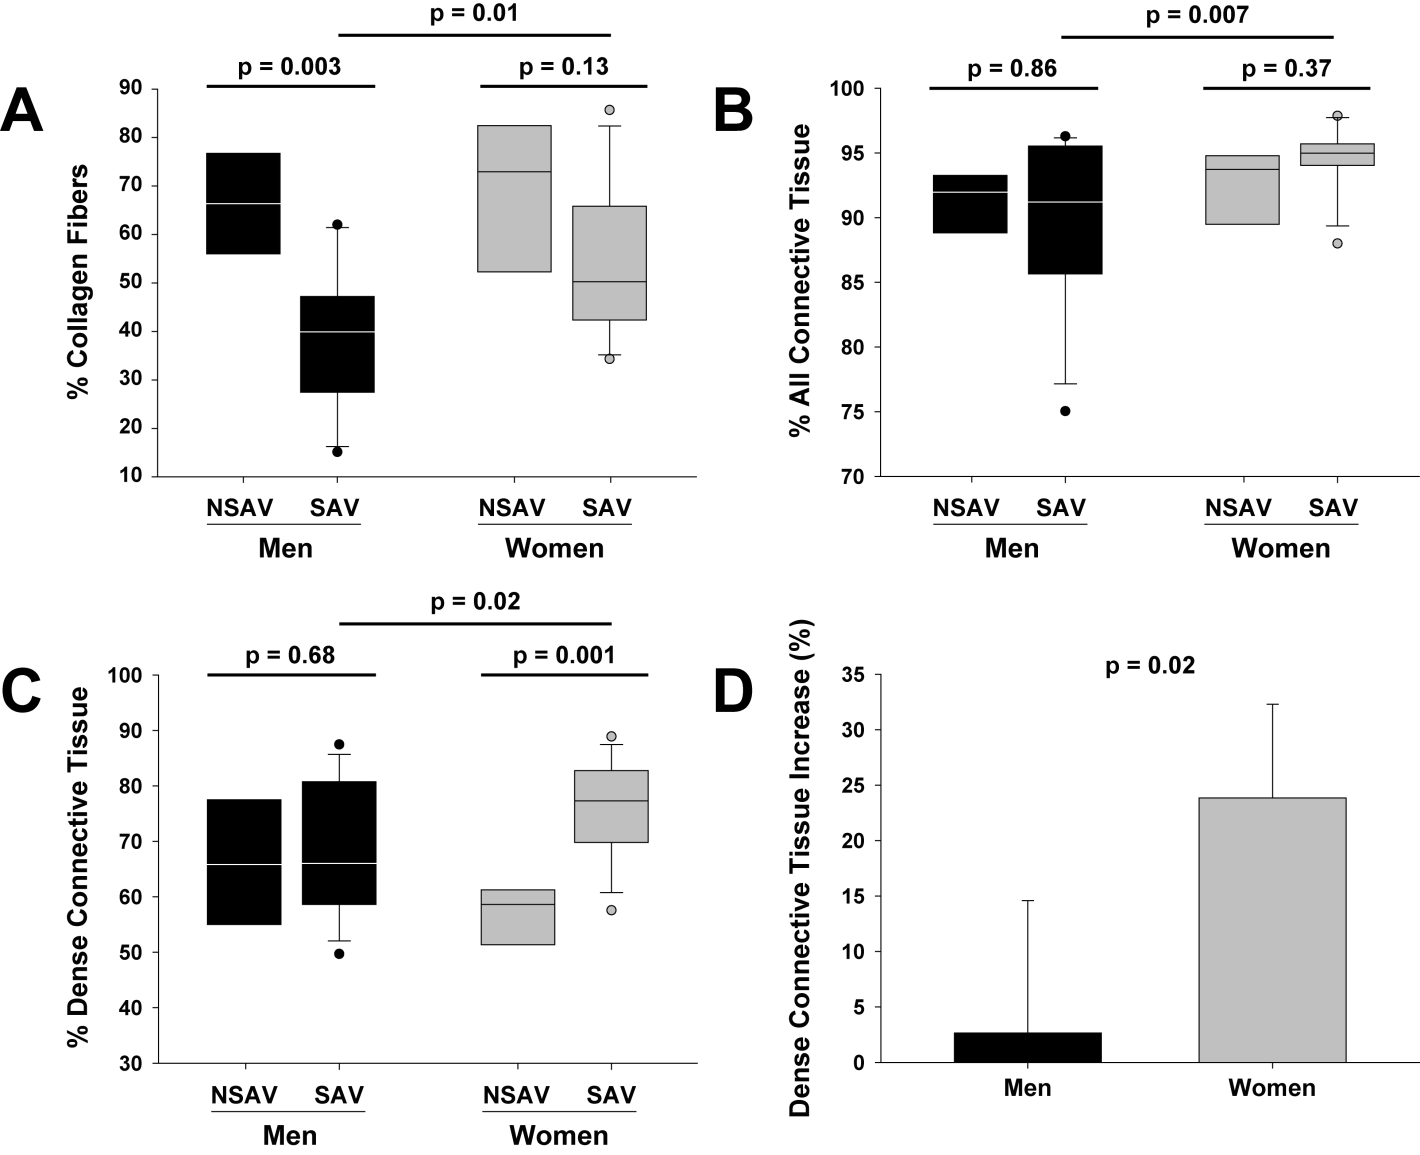 A
p = 0.01
p = 0.003
p = 0.13
% Collagen Fibers
90
80
70
60
50
40
30
20
10
NSAV SAV NSAV SAV
Men Women
B
p = 0.007
p = 0.86
p = 0.37
% All Connective Tissue
100
95
90
85
80
75
70
NSAV SAV NSAV SAV
Men Women
C
p = 0.02
p = 0.68
p = 0.001
% Dense Connective Tissue
100
90
80
70
60
50
40
30
NSAV SAV NSAV SAV
Men Women
D
p = 0.02
Dense Connective Tissue Increase (%)
35
30
25
20
15
10
5
0
Men Women